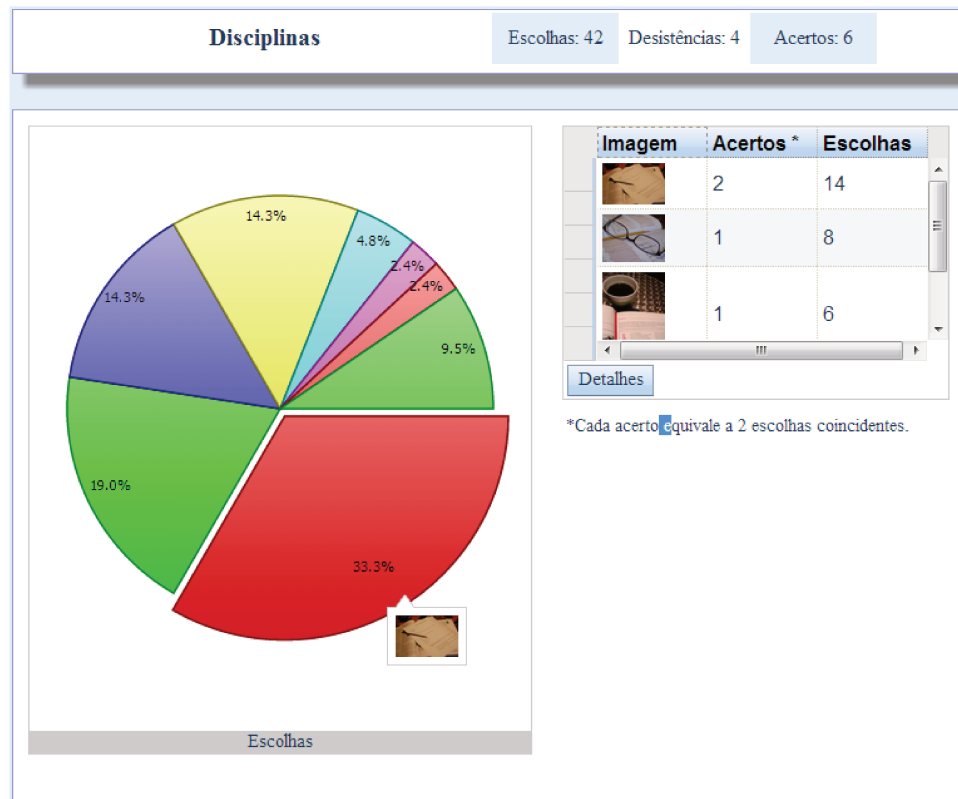 Disciplinas
Escolhas: 42 Desistências: 4 Acertos: 6
14.3%
4.8%
2.4%
2.4%
9.5%
14.3%
19.0%
33.3%
Escolhas
Imagem Acertos * Escolhas
2 14
1 8
1 6
Detalhes
*Cada acerto equivale a 2 escolhas coincidentes.